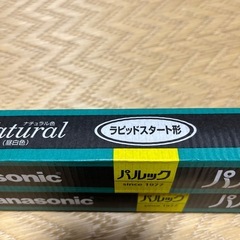 ナチュラル色
atural
(昼白色)
ラピッドスタート形
asonic
パルック
since 1977
パ
anasonic
パルック
パ